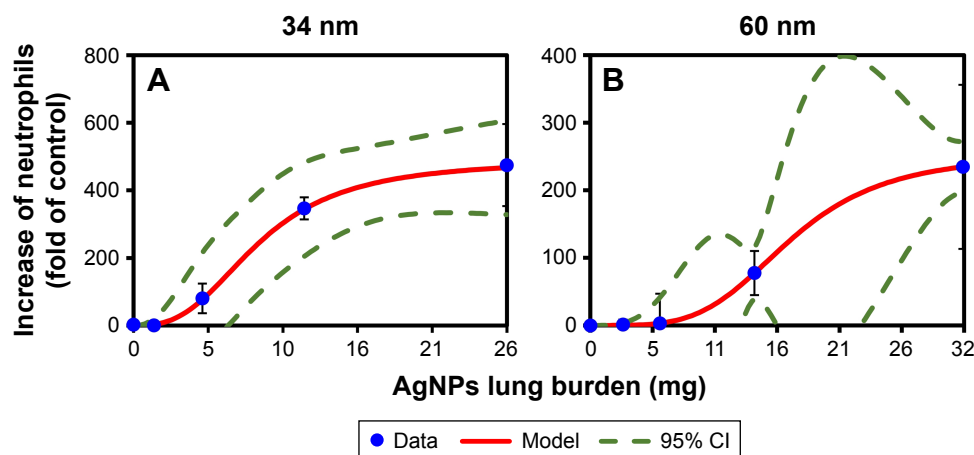 34 nm
60 nm
Increase of neutrophils
(fold of control)
A
800
600
400
200
0
0 5 10 16 21 26
B
400
300
200
100
0
0 5 11 16 21 26 32
AgNPs lung burden (mg)
Data Model 95% CI